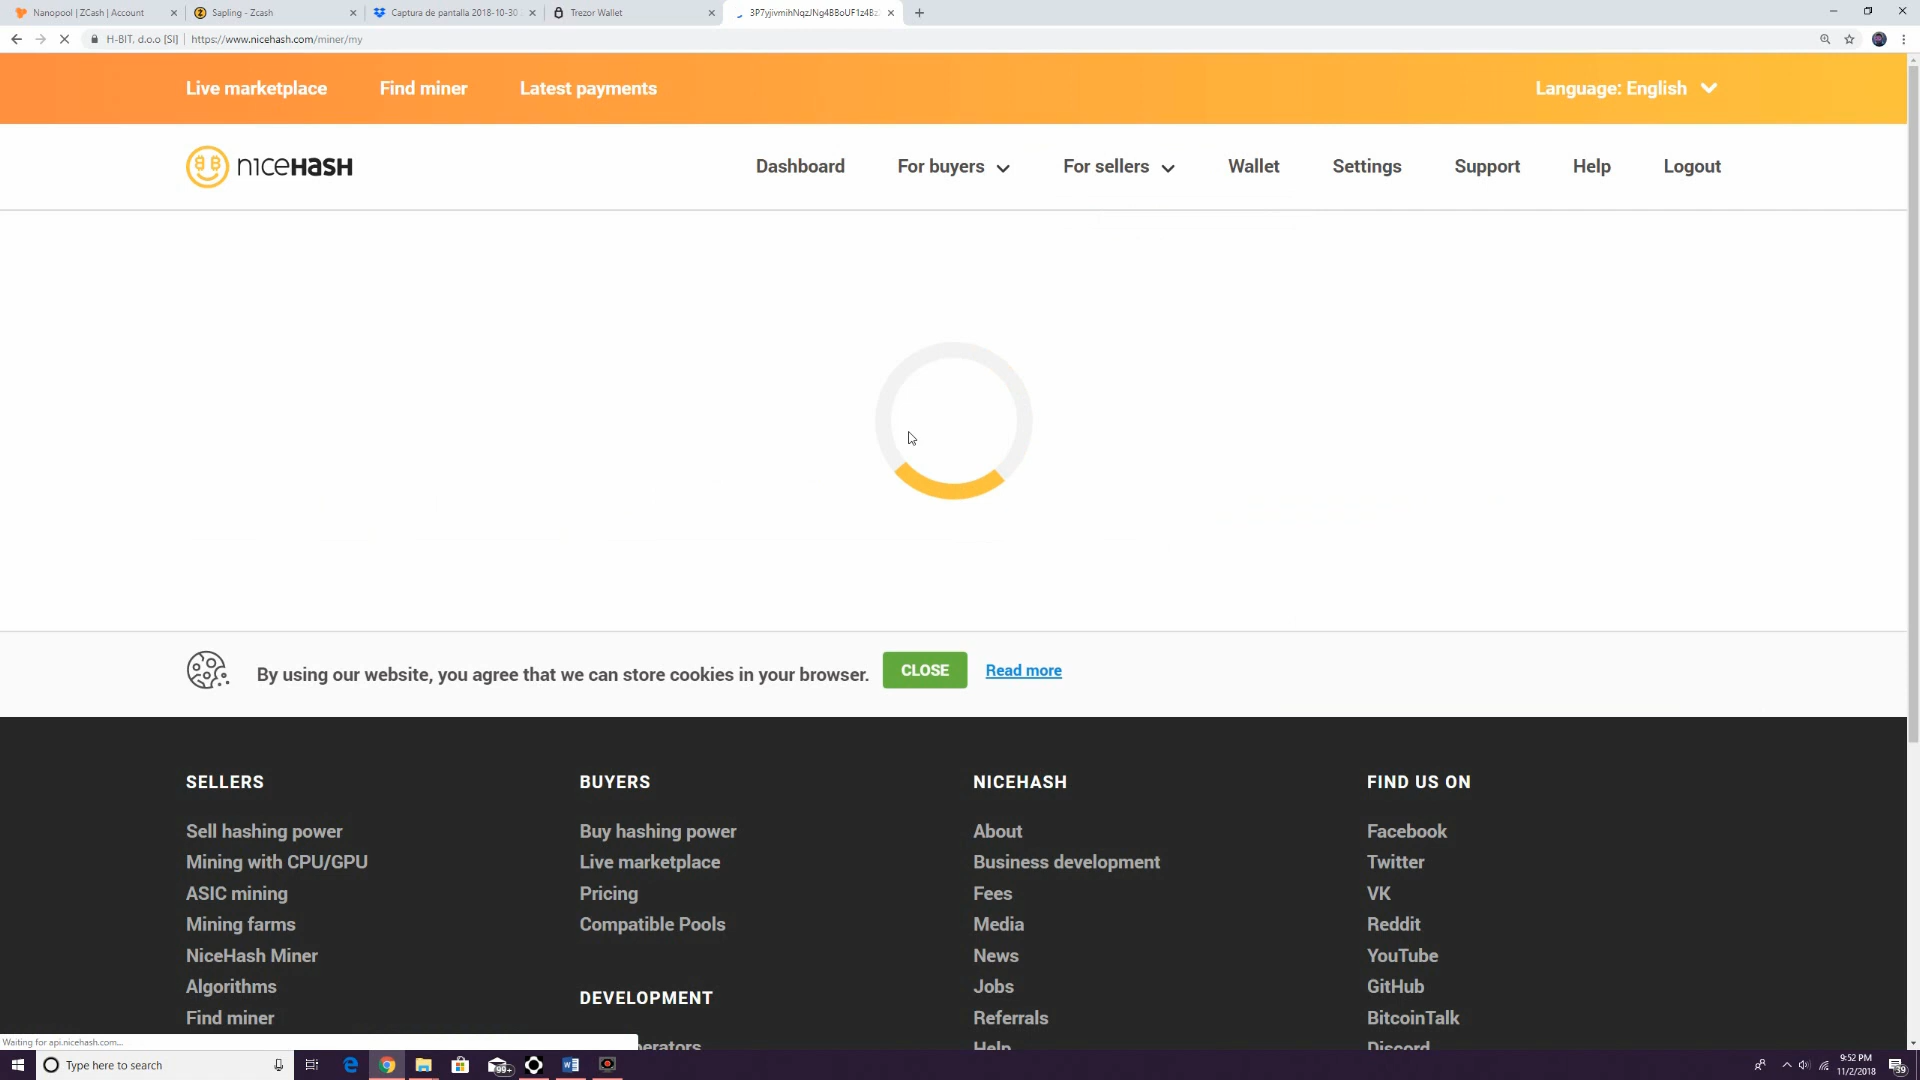 Nanopool | ZCash | Account
Sapling - Zcash
Captura de pantalla 2018-10-30
Trezor Wallet
H-BIT, d.o.o [SI]
https://www.nicehash.com/miner/my
Live marketplace
Find miner
Latest payments
Language: English
nıceHASH
Dashboard
For buyers
For sellers
Wallet
Settings
Support
Help
Logout
By using our website, you agree that we can store cookies in your browser.
CLOSE
Read more
SELLERS
Sell hashing power
Mining with CPU/GPU
ASIC mining
Mining farms
NiceHash Miner
Algorithms
Find miner
BUYERS
Buy hashing power
Live marketplace
Pricing
Compatible Pools
DEVELOPMENT
NICEHASH
About
Business development
Fees
Media
News
Jobs
Referrals
Help
FIND US ON
Facebook
Twitter
VK
Reddit
YouTube
GitHub
BitcoinTalk
Discord
Waiting for api.nicehash.com...
Type here to search
99+
9:52 PM
11/2/2018
39